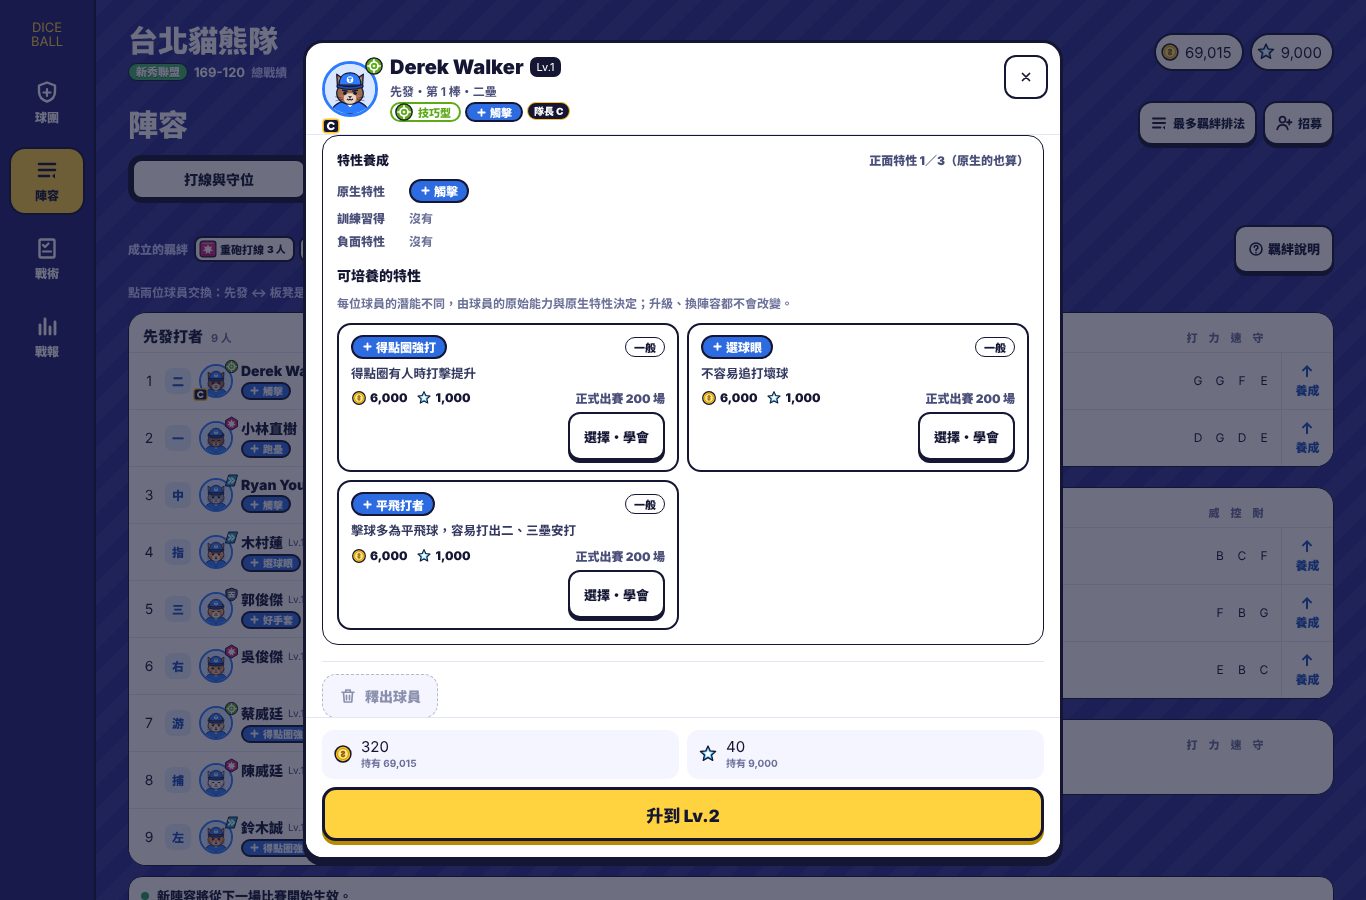 DICE
BALL
球團
陣容
戰術
戰報
台北貓熊隊
新秀聯盟 169-120 總戰績
69,015 9,000
陣容
最多羈絆排法 招募
打線與守位
成立的羈絆 重砲打線 3 人
羈絆說明
點兩位球員交換：先發 ↔ 板凳是
先發打者 9 人
打 力 速 守
1 二 C Derek Wa + 觸擊 G G F E ↑ 養成
2 一 小林直樹 + 跑壘 D G D E ↑ 養成
3 中 Ryan You + 觸擊
威 控 耐
4 指 木村蓮 Lv.1 + 選球眼 B C F ↑ 養成
5 三 郭俊傑 Lv.1 + 好手套 F B G ↑ 養成
6 右 吳俊傑 Lv.1 E B C ↑ 養成
7 游 蔡威廷 Lv.1 + 得點圈強
打 力 速 守
8 捕 陳威廷 Lv.1
9 左 鈴木誠 Lv.1 + 得點圈強
新陣容將從下一場比賽開始生效。
Derek Walker Lv.1
先發・第 1 棒・二壘
技巧型 + 觸擊 隊長 C
C
×
特性養成 正面特性 1／3（原生的也算）
原生特性 + 觸擊
訓練習得 沒有
負面特性 沒有
可培養的特性
每位球員的潛能不同，由球員的原始能力與原生特性決定；升級、換陣容都不會改變。
+ 得點圈強打 一般
得點圈有人時打擊提升
6,000 1,000 正式出賽 200 場
選擇・學會
+ 選球眼 一般
不容易追打壞球
6,000 1,000 正式出賽 200 場
選擇・學會
+ 平飛打者 一般
擊球多為平飛球，容易打出二、三壘安打
6,000 1,000 正式出賽 200 場
選擇・學會
釋出球員
320
持有 69,015
40
持有 9,000
升到 Lv.2